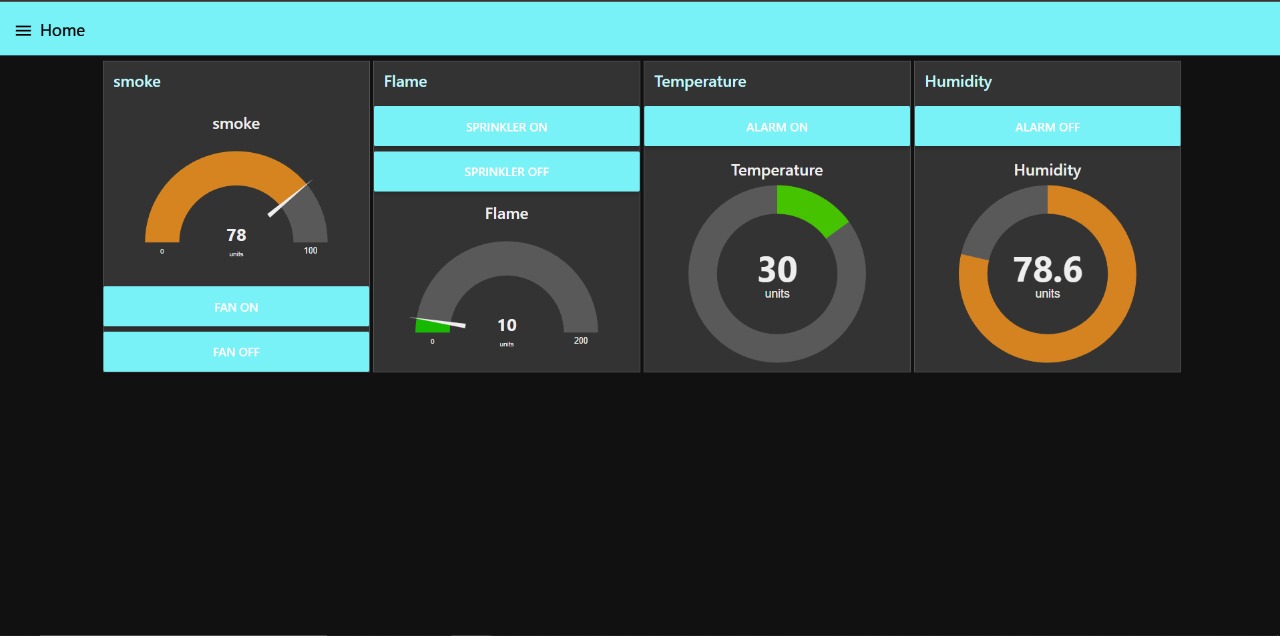 Home
smoke
smoke
78
units
0
100
FAN ON
FAN OFF
Flame
SPRINKLER ON
SPRINKLER OFF
Flame
10
units
0
200
Temperature
ALARM ON
Temperature
30
units
Humidity
ALARM OFF
Humidity
78.6
units